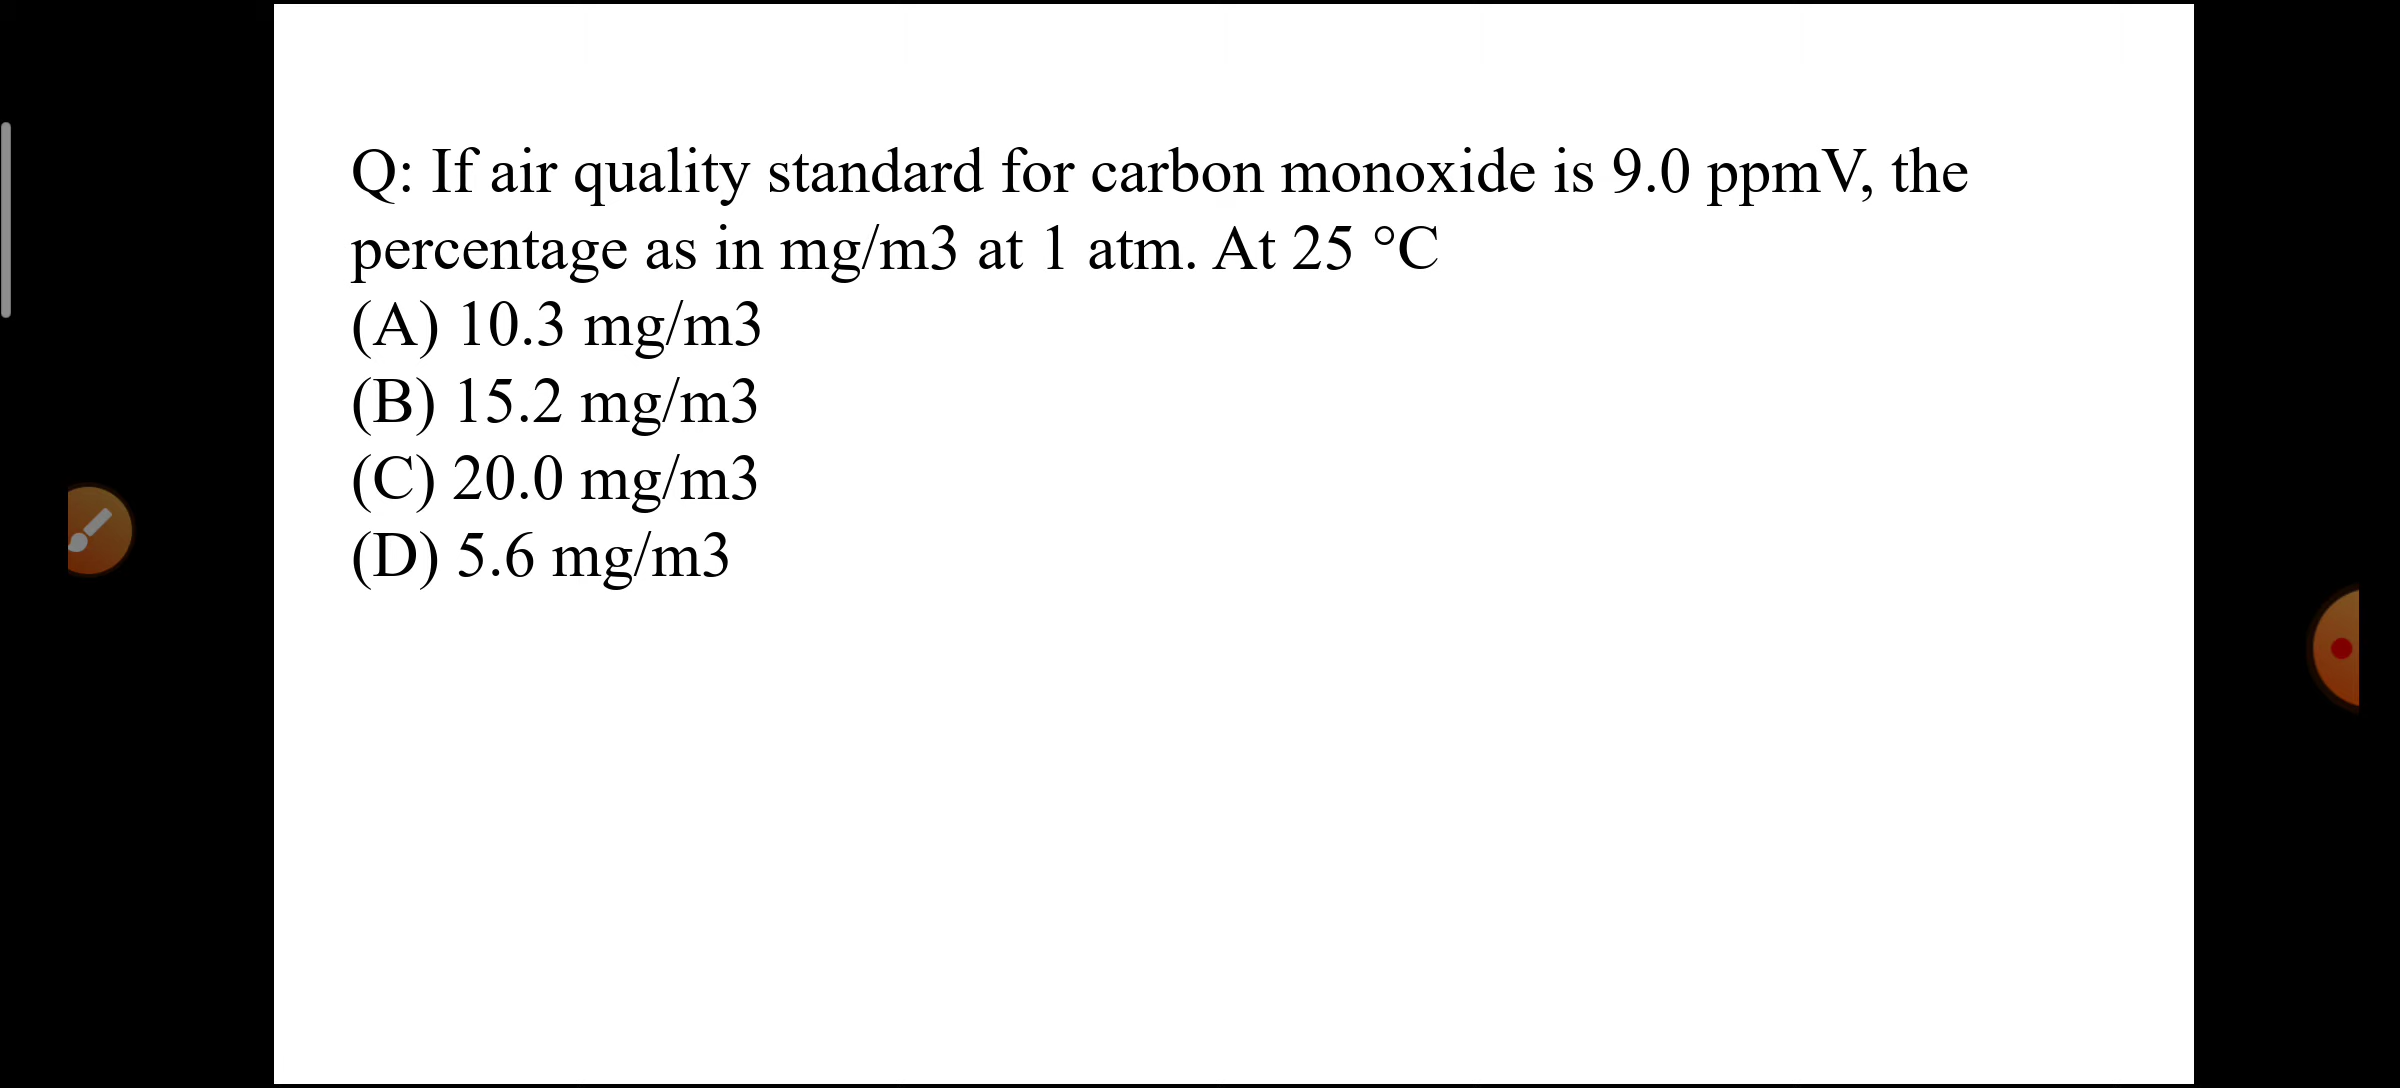 Q: If air quality standard for carbon monoxide is 9.0 ppmV, the
percentage as in mg/m3 at 1 atm. At 25 °C
(A) 10.3 mg/m3
(B) 15.2 mg/m3
(C) 20.0 mg/m3
(D) 5.6 mg/m3